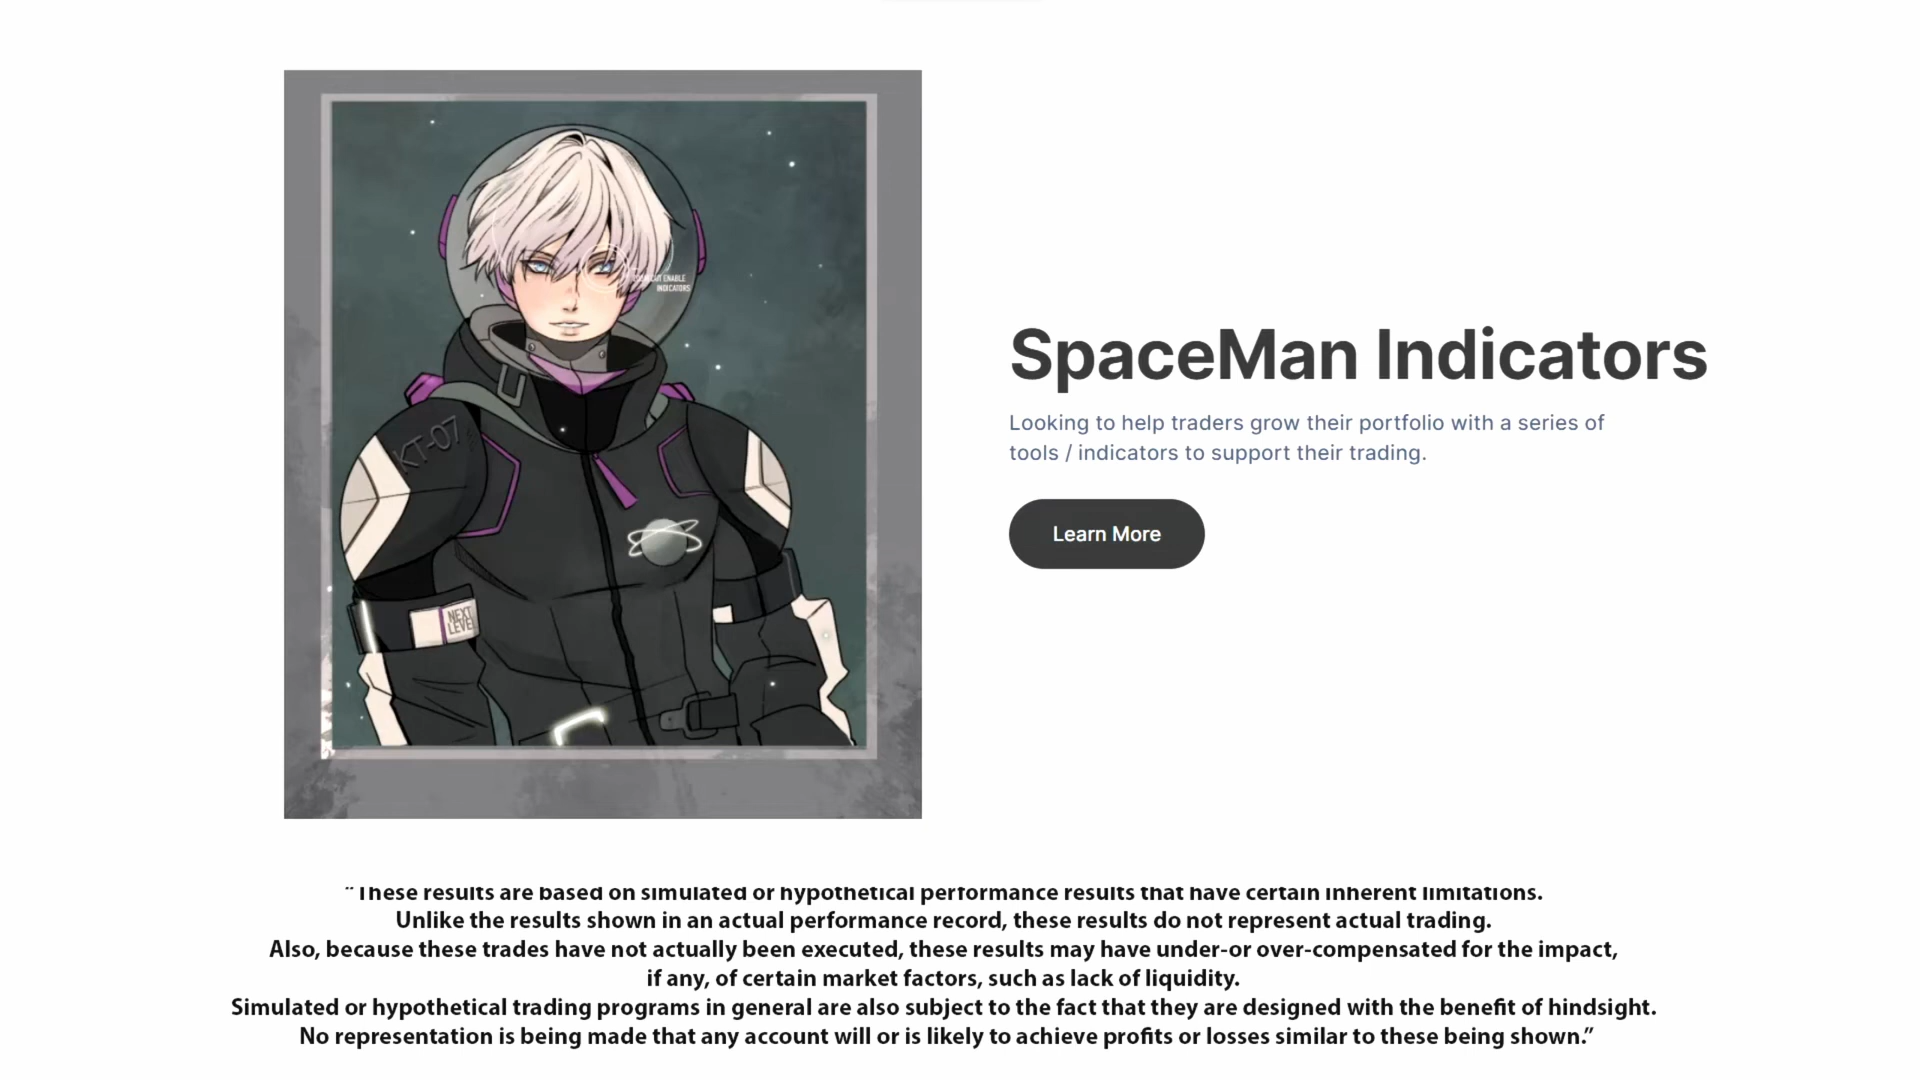 ENABLE
INDICATORS
KT-07
NEXT
LEVE
SpaceMan Indicators
Looking to help traders grow their portfolio with a series of
tools / indicators to support their trading.
Learn More
“These results are based on simulated or hypothetical performance results that have certain inherent limitations.
Unlike the results shown in an actual performance record, these results do not represent actual trading.
Also, because these trades have not actually been executed, these results may have under-or over-compensated for the impact,
if any, of certain market factors, such as lack of liquidity.
Simulated or hypothetical trading programs in general are also subject to the fact that they are designed with the benefit of hindsight.
No representation is being made that any account will or is likely to achieve profits or losses similar to these being shown.”